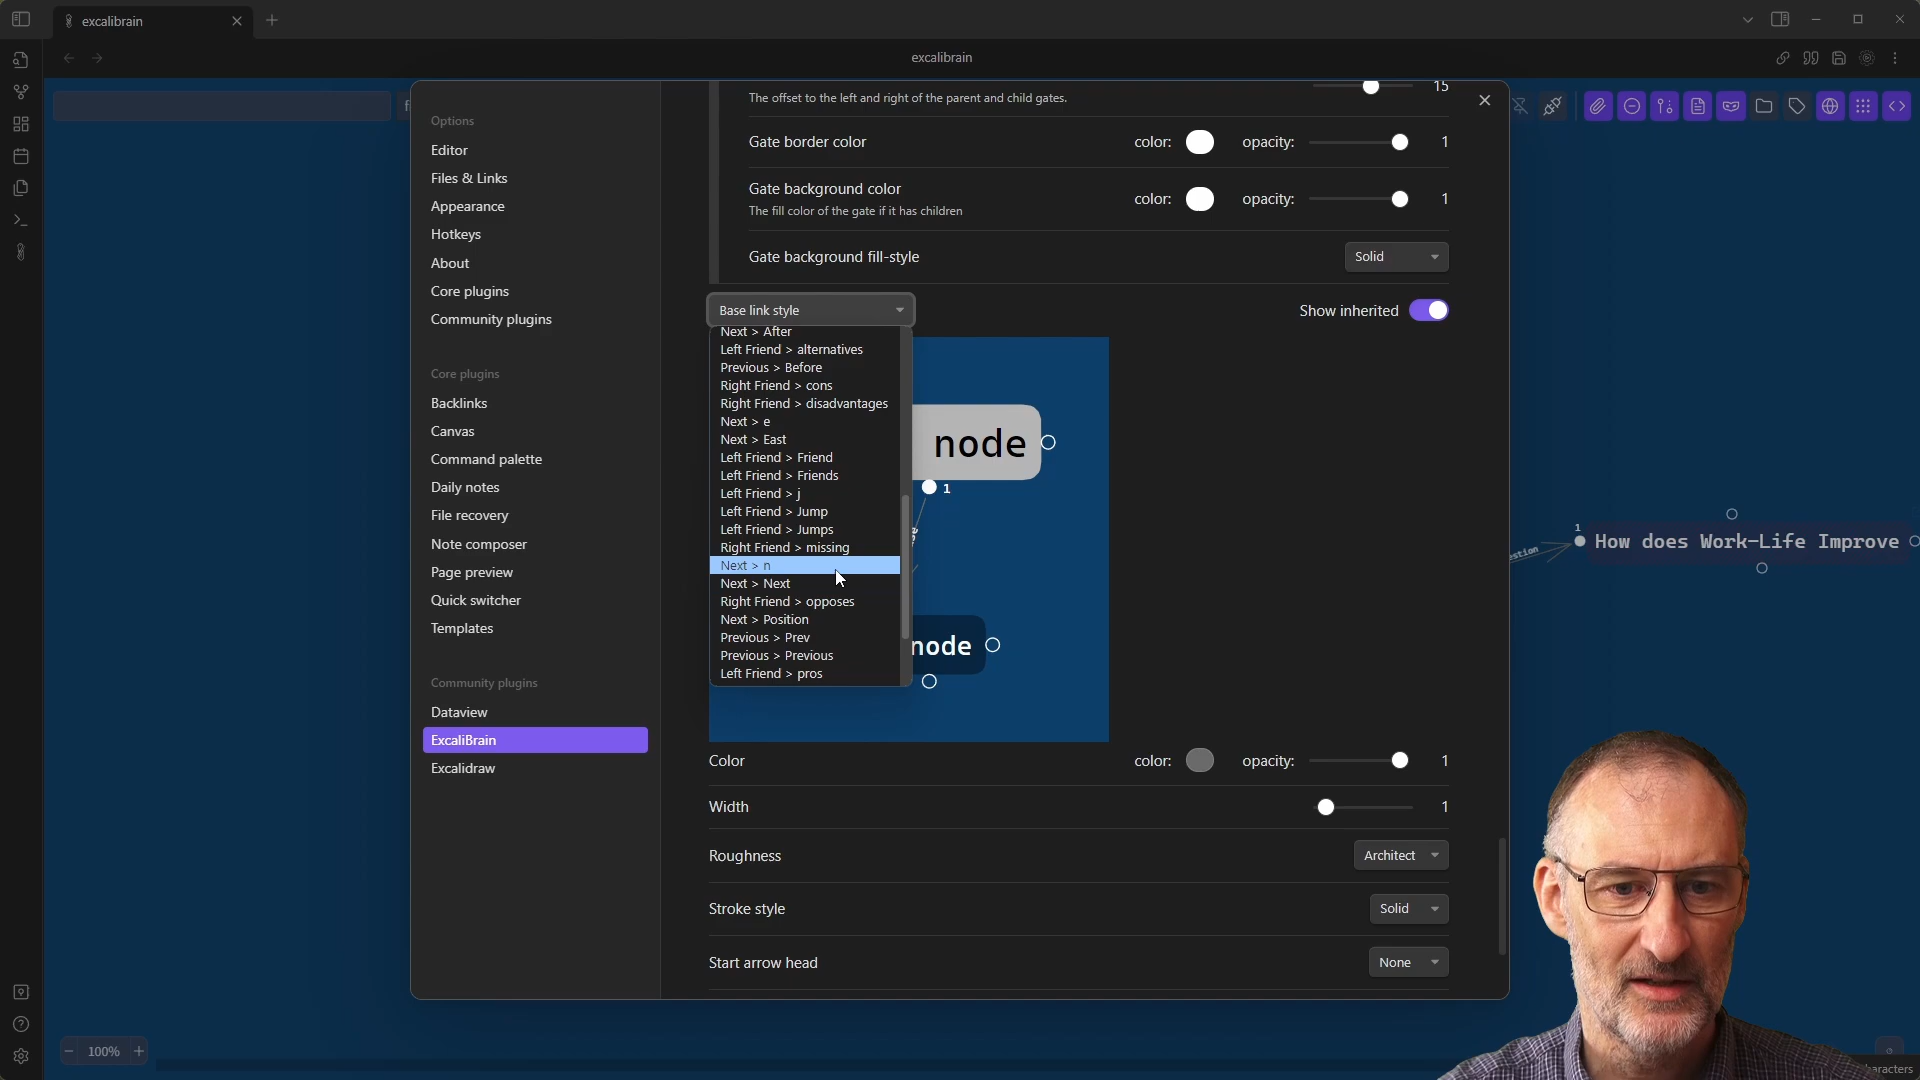 excalibrain
excalibrain
Options
Editor
Files & Links
Appearance
Hotkeys
About
Core plugins
Community plugins
Core plugins
Backlinks
Canvas
Command palette
Daily notes
File recovery
Note composer
Page preview
Quick switcher
Templates
Community plugins
Dataview
ExcaliBrain
Excalidraw
15
The offset to the left and right of the parent and child gates.
Gate border color
color:
opacity:
1
Gate background color
The fill color of the gate if it has children
color:
opacity:
1
Gate background fill-style
Solid
Base link style
Show inherited
Next > After
Left Friend > alternatives
Previous > Before
Right Friend > cons
Right Friend > disadvantages
Next > e
Next > East
Left Friend > Friend
Left Friend > Friends
Left Friend > j
Left Friend > Jump
Left Friend > Jumps
Right Friend > missing
Next > n
Next > Next
Right Friend > opposes
Next > Position
Previous > Prev
Previous > Previous
Left Friend > pros
node
1
node
Color
color:
opacity:
1
Width
1
Roughness
Architect
Stroke style
Solid
Start arrow head
None
1
How does Work-Life Improve
100%